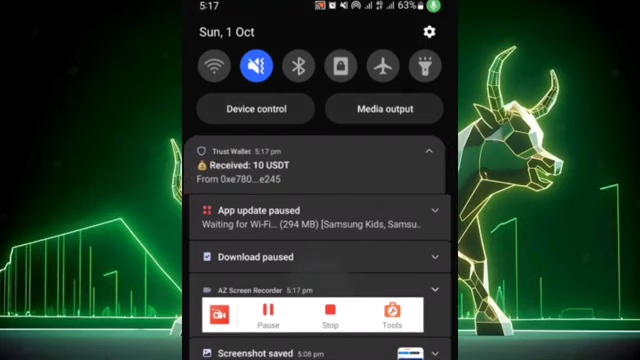 5:17
63%
Sun, 1 Oct
Device control
Media output
Trust Wallet 5:17 pm
💰 Received: 10 USDT
From 0xe780...e245
App update paused
Waiting for Wi-Fi... (294 MB) [Samsung Kids, Samsu..
Download paused
AZ Screen Recorder 5:17 pm
Pause
Stop
Tools
Screenshot saved 5:08 pm